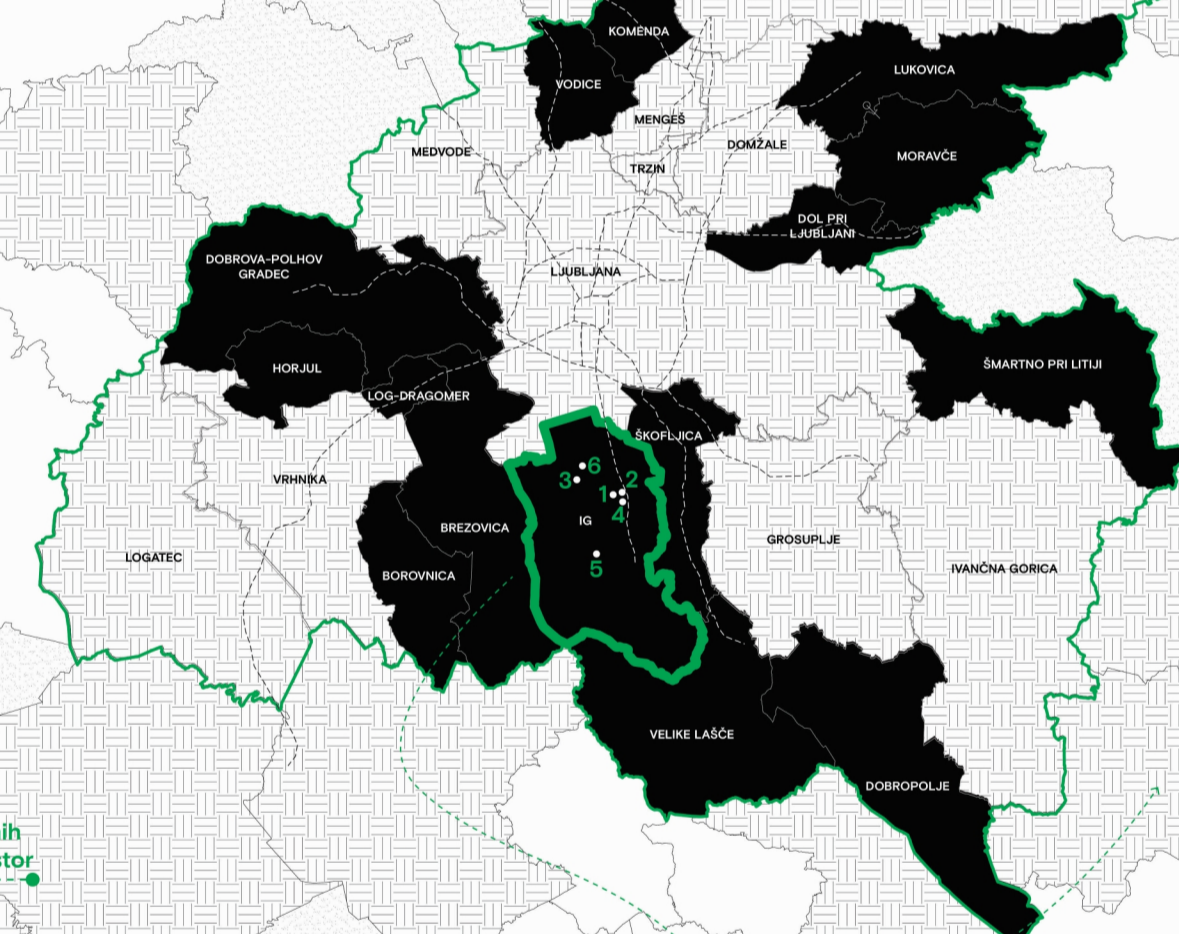 KOMENDA
LUKOVICA
VODICE
MENGEŠ
DOMŽALE
MEDVODE
MORAVČE
TRZIN
DOL PRI
LJUBLJANI
DOBROVA-POLHOV
GRADEC
LJUBLJANA
HORJUL
ŠMARTNO PRI LITIJI
LOG-DRAGOMER
ŠKOFLJICA
6
3
2
1
4
VRHNIKA
IG
BREZOVICA
GROSUPLJE
LOGATEC
5
BOROVNICA
IVANČNA GORICA
VELIKE LAŠČE
DOBROPOLJE
stor